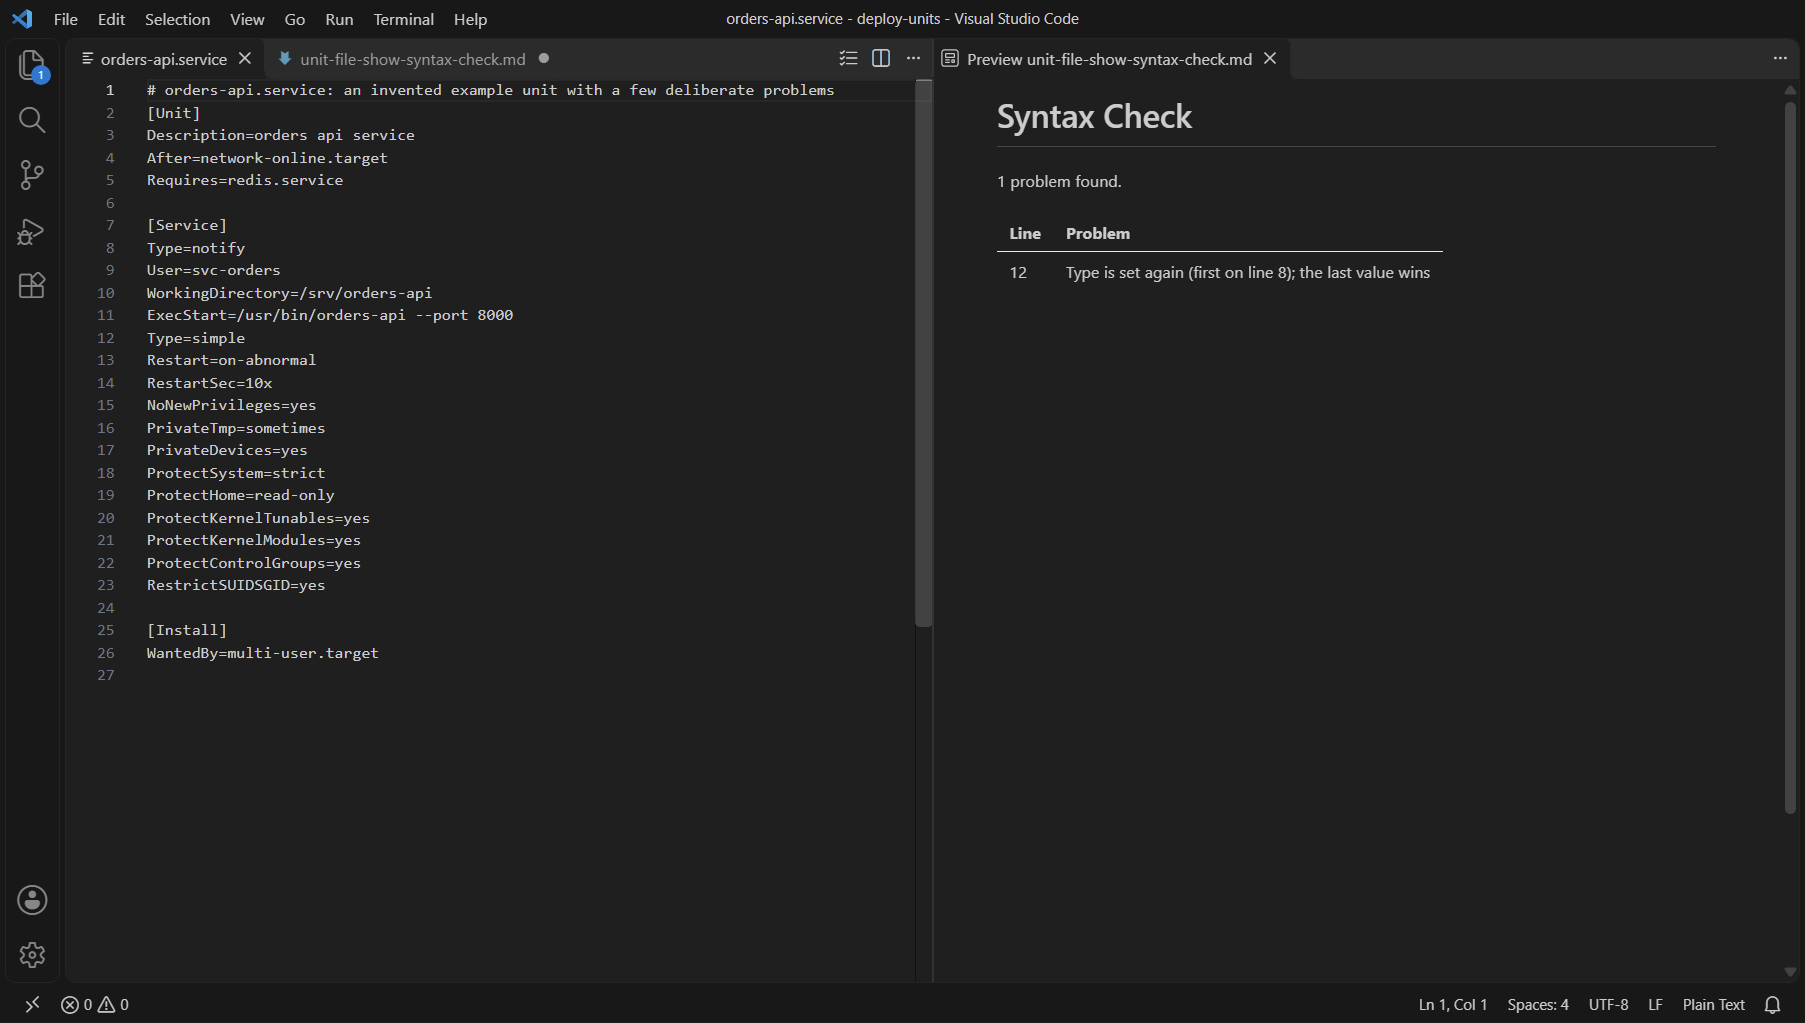 File Edit Selection View Go Run Terminal Help
orders-api.service - deploy-units - Visual Studio Code
1
orders-api.service
unit-file-show-syntax-check.md
1 # orders-api.service: an invented example unit with a few deliberate problems
2 [Unit]
3 Description=orders api service
4 After=network-online.target
5 Requires=redis.service
6
7 [Service]
8 Type=notify
9 User=svc-orders
10 WorkingDirectory=/srv/orders-api
11 ExecStart=/usr/bin/orders-api --port 8000
12 Type=simple
13 Restart=on-abnormal
14 RestartSec=10x
15 NoNewPrivileges=yes
16 PrivateTmp=sometimes
17 PrivateDevices=yes
18 ProtectSystem=strict
19 ProtectHome=read-only
20 ProtectKernelTunables=yes
21 ProtectKernelModules=yes
22 ProtectControlGroups=yes
23 RestrictSUIDSGID=yes
24
25 [Install]
26 WantedBy=multi-user.target
27
Preview unit-file-show-syntax-check.md
Syntax Check
1 problem found.
Line Problem
12 Type is set again (first on line 8); the last value wins
0 0
Ln 1, Col 1 Spaces: 4 UTF-8 LF Plain Text